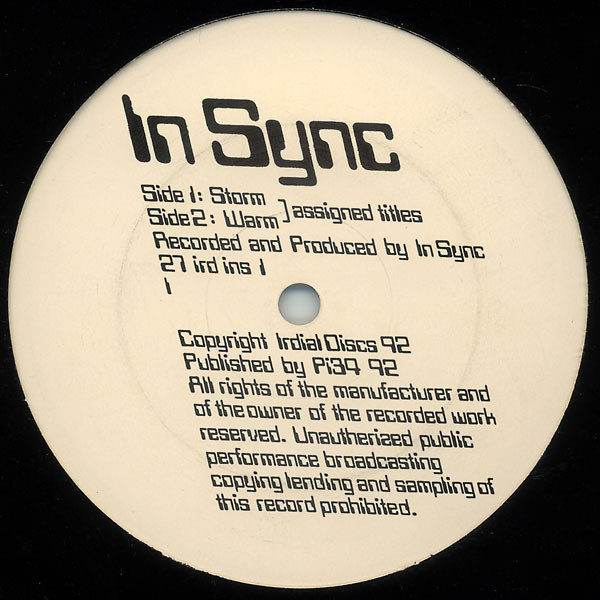 In Sync
Side 1: Storm
Side 2: Warm ] assigned titles
Recorded and Produced by In Sync
27 ird ins 1
1
Copyright Irdial Discs 92
Published by Pi34 92
All rights of the manufacturer and
of the owner of the recorded work
reserved. Unautherized public
performance broadcasting
copying lending and sampling of
this record prohibited.